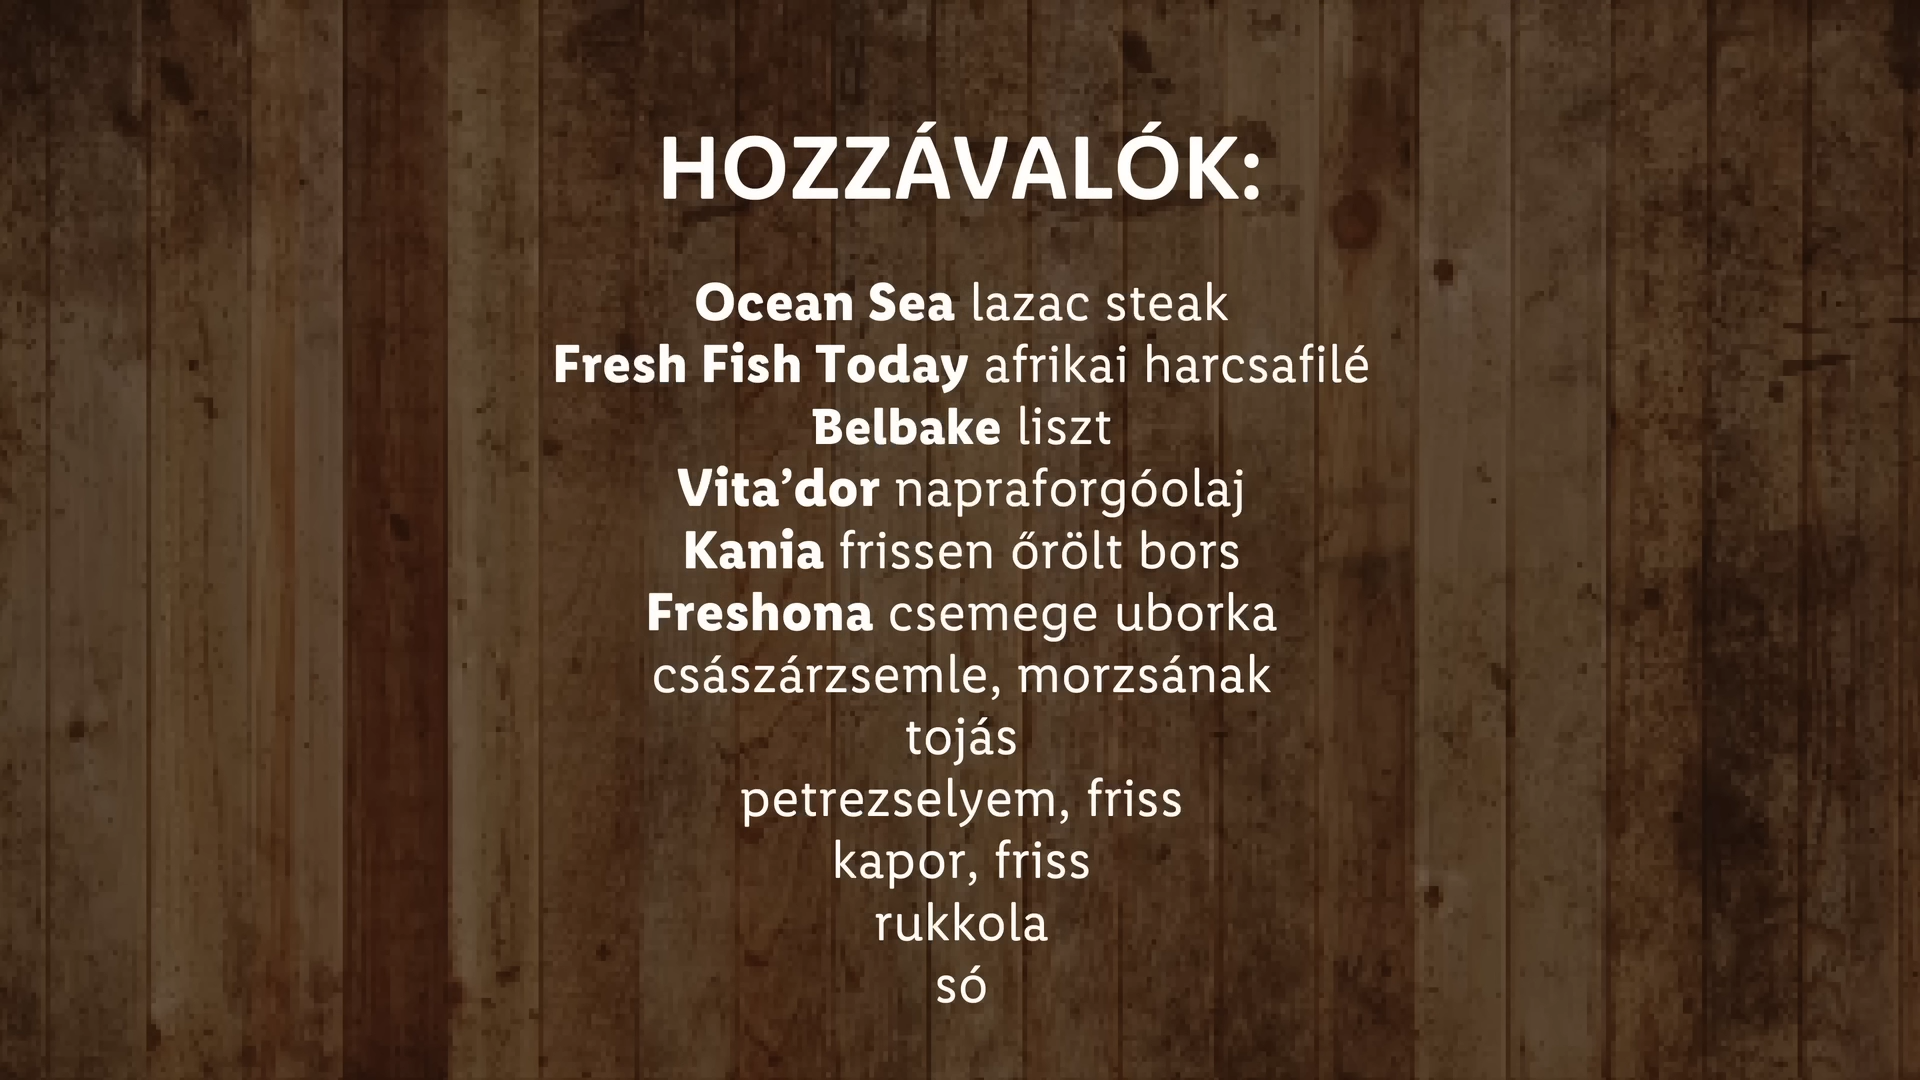 HOZZÁVALÓK:
Ocean Sea lazac steak
Fresh Fish Today afrikai harcsafilé
Belbake liszt
Vita’dor napraforgóolaj
Kania frissen őrölt bors
Freshona csemege uborka
császárzsemle, morzsának
tojás
petrezselyem, friss
kapor, friss
rukkola
só